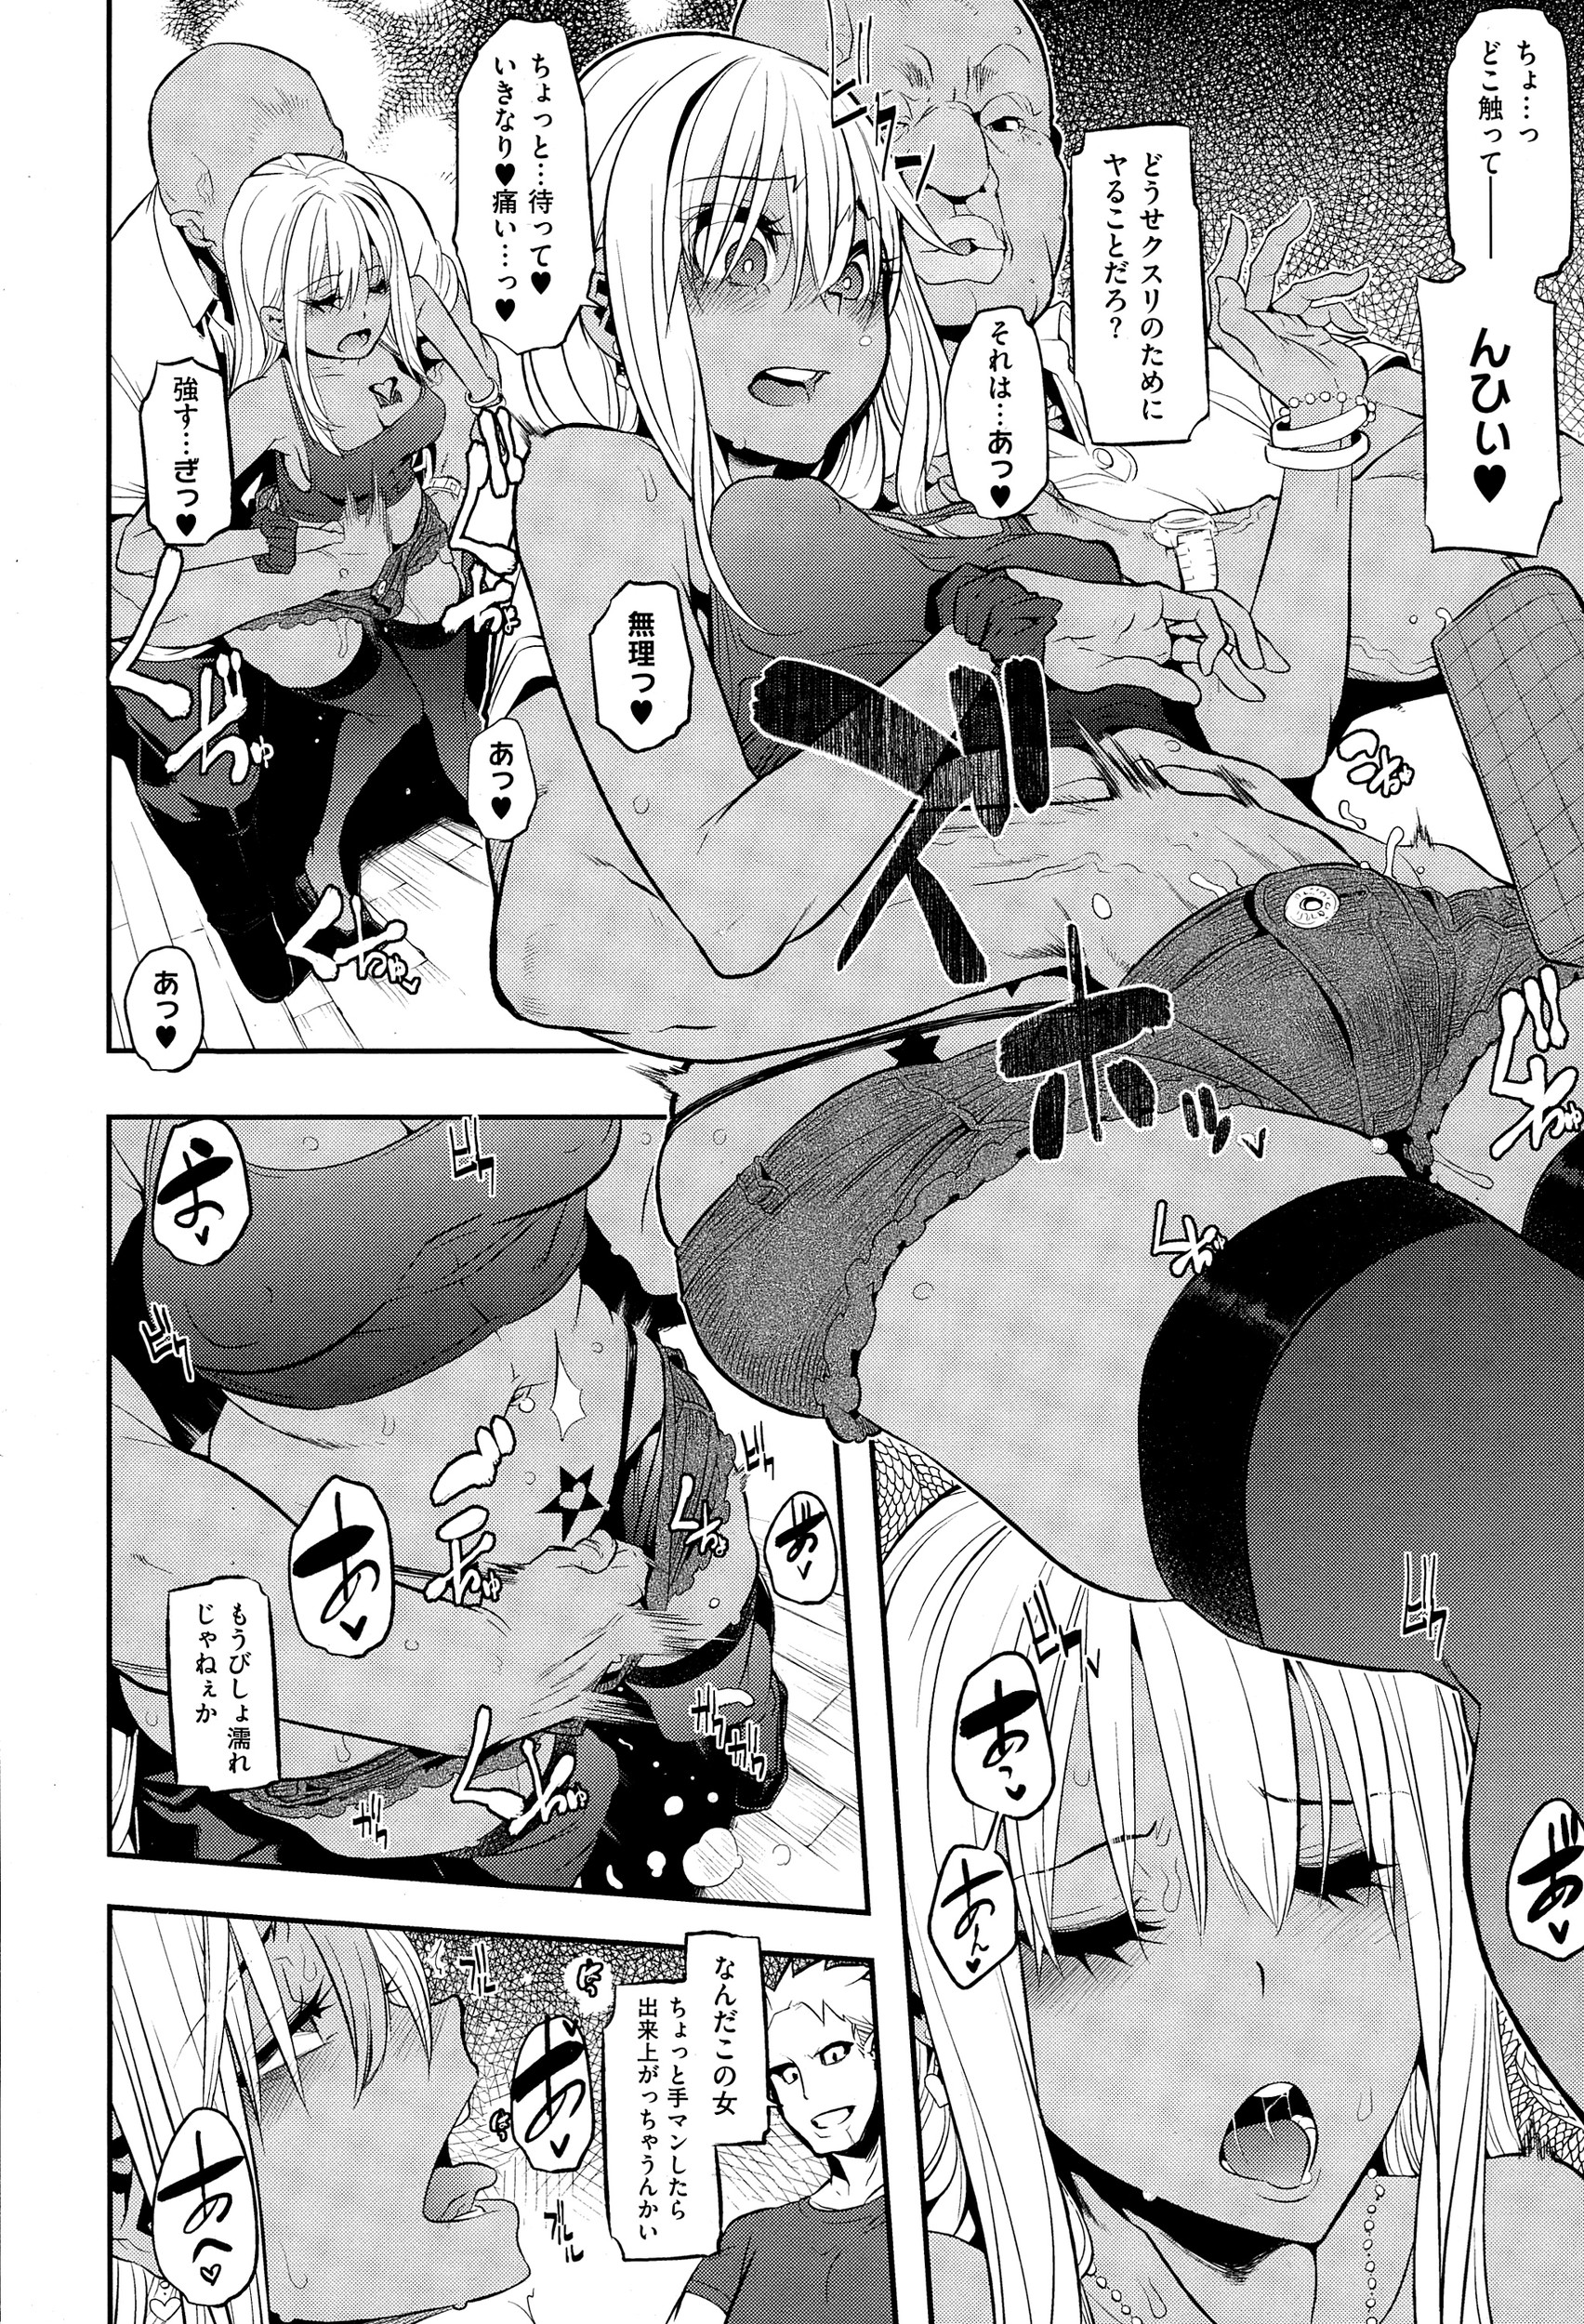 ちょ…っ
どこ触って――
んひぃ♥
どうせクスリのために
ヤることだろ?
それは…あっ♥
ちょっと…待って♥
いきなり♥痛い…っ♥
無理っ♥
強す…ぎっ♥
あっ♥
あっ♥
ズボッ
お♥
あ♥
あ♥
もうびしょ濡れ
じゃねぇか
あっ♥
あん♥
あ♥
なんだこの女
ちょっと手マンしたら
出来上がっちゃうんかい
あ♥
あへ♥